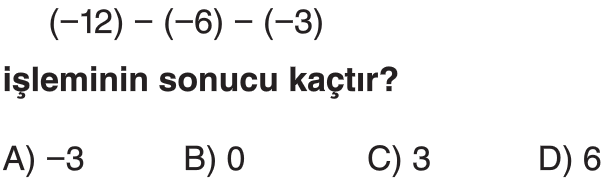 (−12) − (−6) − (−3)
işleminin sonucu kaçtır?
A) −3 B) 0 C) 3 D) 6